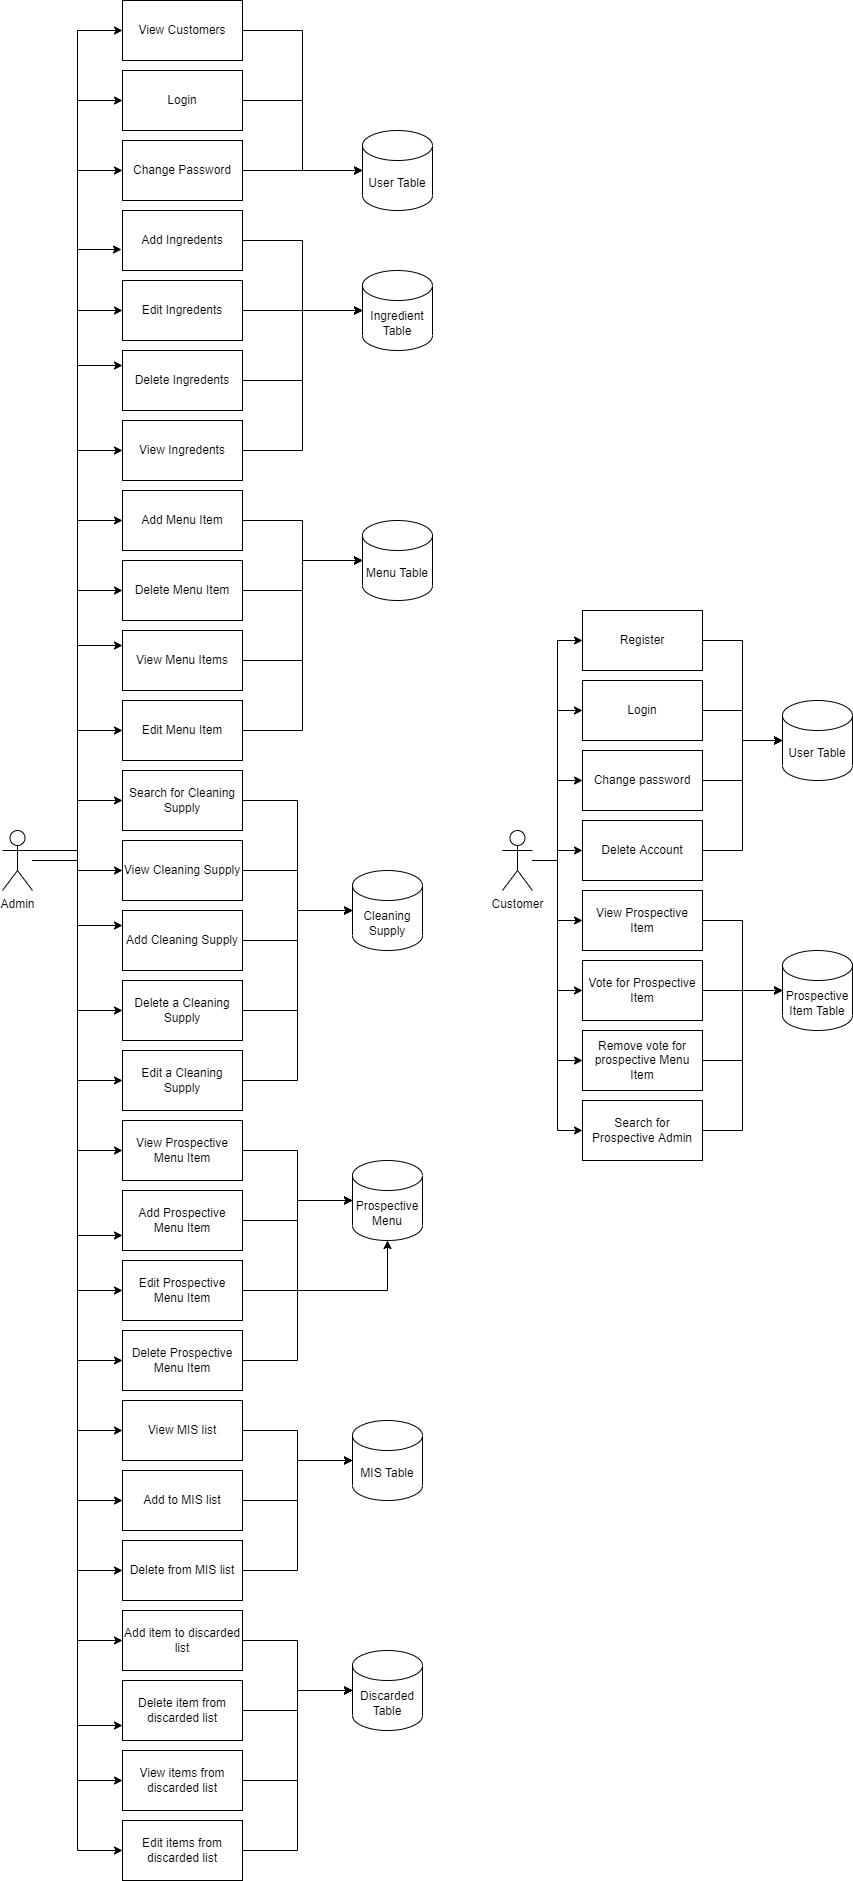 View Customers
Login
Change Password
User Table
Add Ingredents
Edit Ingredents
Ingredient
Table
Delete Ingredents
View Ingredents
Add Menu Item
Menu Table
Delete Menu Item
View Menu Items
Edit Menu Item
Search for Cleaning
Supply
View Cleaning Supply
Admin
Cleaning
Supply
Add Cleaning Supply
Delete a Cleaning
Supply
Edit a Cleaning
Supply
View Prospective
Menu Item
Prospective
Menu
Add Prospective
Menu Item
Edit Prospective
Menu Item
Delete Prospective
Menu Item
View MIS list
MIS Table
Add to MIS list
Delete from MIS list
Add item to discarded
list
Discarded
Table
Delete item from
discarded list
View items from
discarded list
Edit items from
discarded list
Register
Login
User Table
Change password
Delete Account
Customer
View Prospective
Item
Vote for Prospective
Item
Prospective
Item Table
Remove vote for
prospective Menu
Item
Search for
Prospective Admin